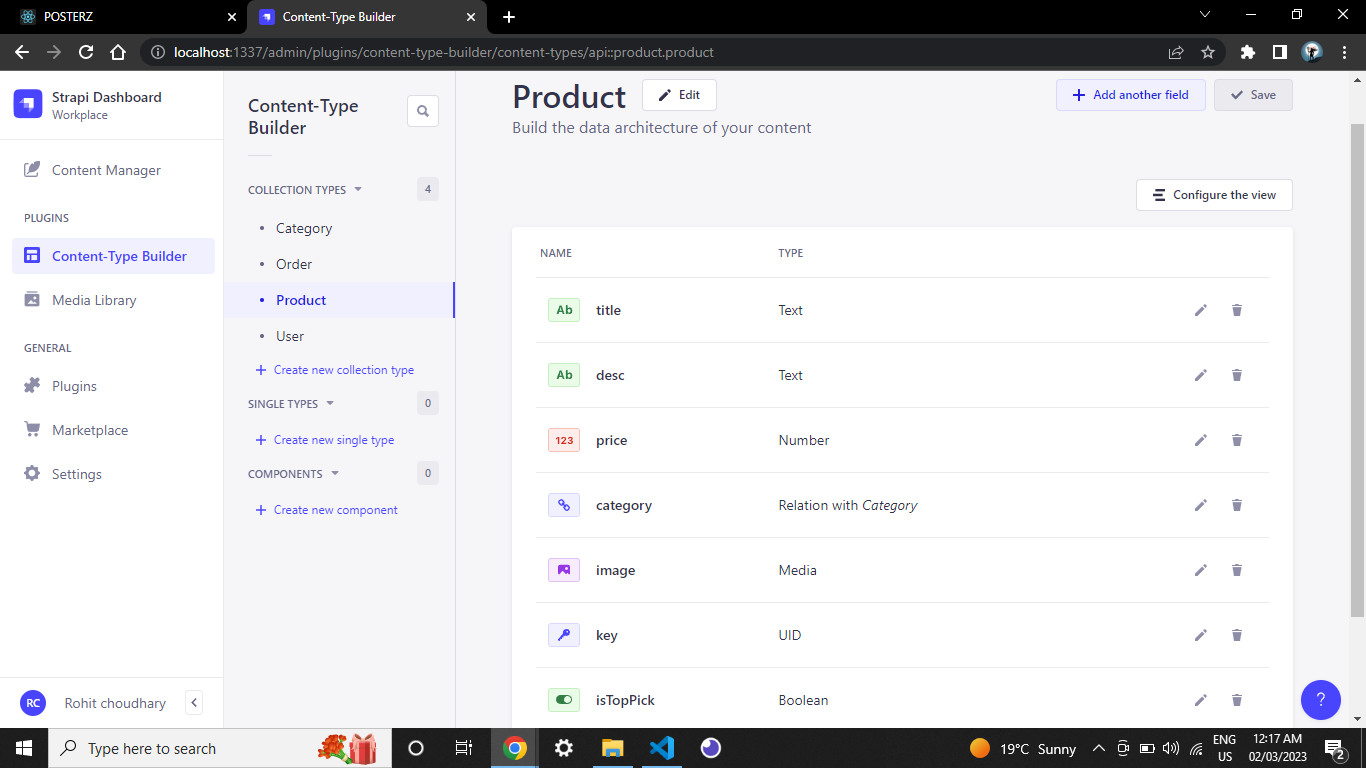 POSTERZ
Content-Type Builder
localhost:1337/admin/plugins/content-type-builder/content-types/api::product.product
Strapi Dashboard
Workplace
Content Manager
PLUGINS
Content-Type Builder
Media Library
GENERAL
Plugins
Marketplace
Settings
RC
Rohit choudhary
Content-Type
Builder
COLLECTION TYPES
4
Category
Order
Product
User
Create new collection type
SINGLE TYPES
0
Create new single type
COMPONENTS
0
Create new component
Product
Edit
Add another field
Save
Build the data architecture of your content
Configure the view
NAME TYPE
Ab title Text
Ab desc Text
123 price Number
category Relation with Category
image Media
key UID
isTopPick Boolean
?
Type here to search
19°C Sunny
ENG
US
12:17 AM
02/03/2023
2